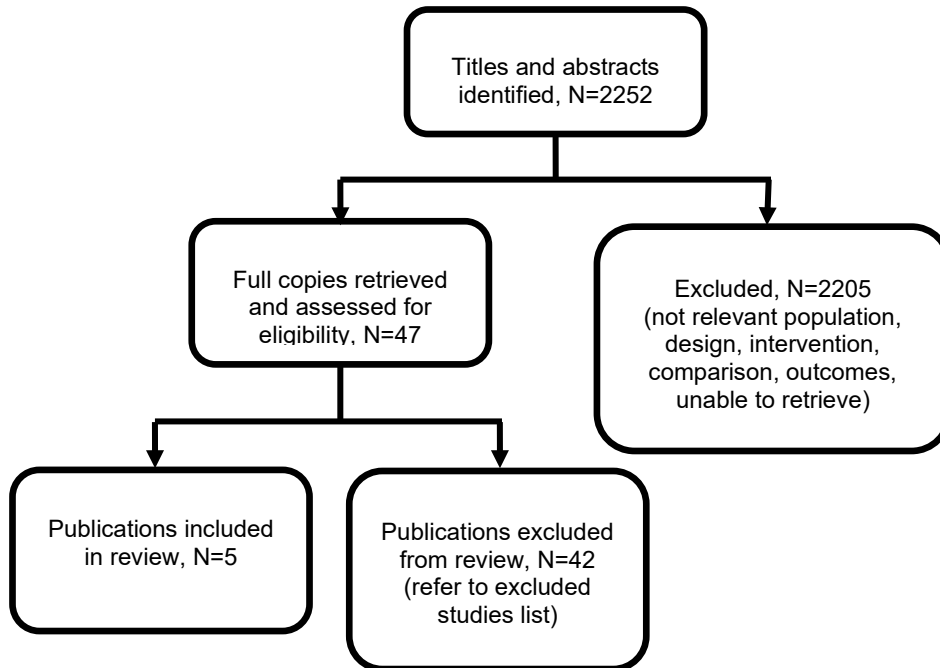 Titles and abstracts
identified, N=2252
Full copies retrieved
and assessed for
eligibility, N=47
Excluded, N=2205
(not relevant population,
design, intervention,
comparison, outcomes,
unable to retrieve)
Publications included
in review, N=5
Publications excluded
from review, N=42
(refer to excluded
studies list)